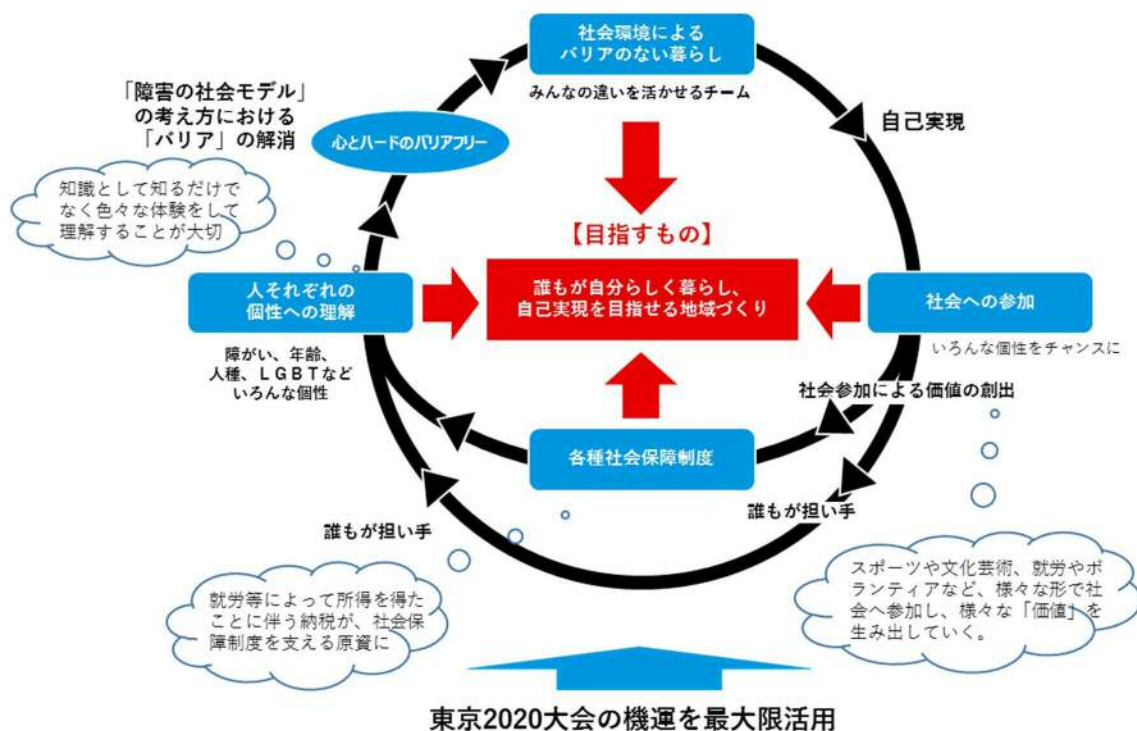 社会環境による
バリアのない暮らし
みんなの違いを活かせるチーム
「障害の社会モデル」
の考え方における
「バリア」の解消
心とハードのバリアフリー
自己実現
知識として知るだけで
なく色々な体験をして
理解することが大切
【目指すもの】
誰もが自分らしく暮らし、
自己実現を目指せる地域づくり
人それぞれの
個性への理解
障がい、年齢、
人種、ＬＧＢＴなど
いろんな個性
社会への参加
いろんな個性をチャンスに
社会参加による価値の創出
各種社会保障制度
誰もが担い手
誰もが担い手
就労等によって所得を得た
ことに伴う納税が、社会保
障制度を支える原資に
スポーツや文化芸術、就労やボ
ランティアなど、様々な形で社
会へ参加し、様々な「価値」を
生み出していく。
東京2020大会の機運を最大限活用